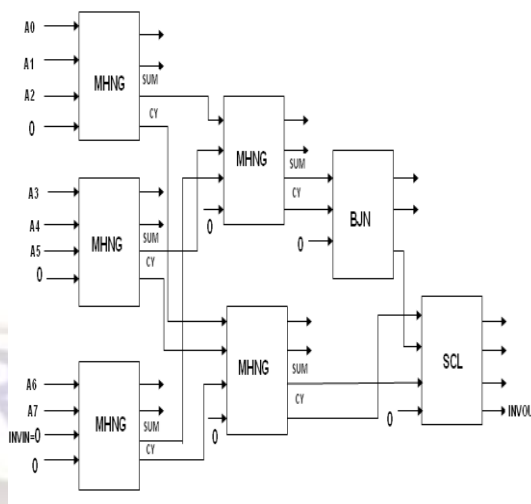 A0
A1
A2
0
MHNG
SUM
CY
A3
A4
A5
0
MHNG
SUM
CY
A6
A7
INVIN=0
0
MHNG
SUM
CY
MHNG
SUM
CY
0
MHNG
SUM
CY
0
BJN
0
SCL
0
INVOU